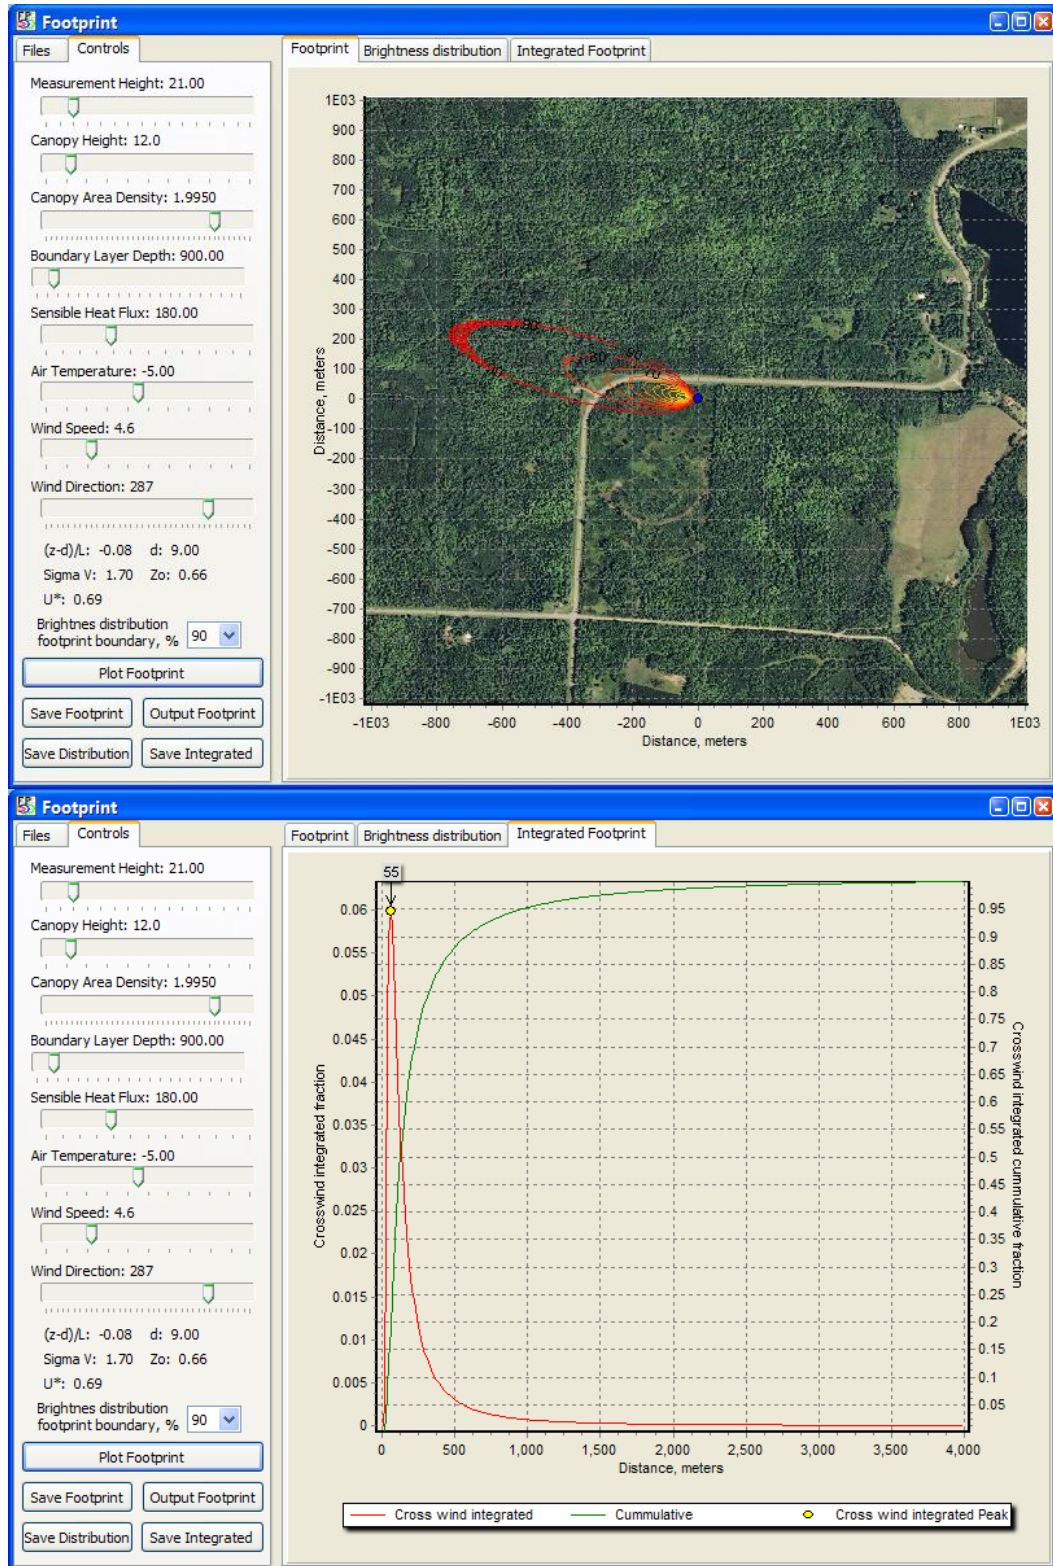 Footprint
Files
Controls
Footprint
Brightness distribution
Integrated Footprint
Measurement Height: 21.00
Canopy Height: 12.0
Canopy Area Density: 1.9950
Boundary Layer Depth: 900.00
Sensible Heat Flux: 180.00
Air Temperature: -5.00
Wind Speed: 4.6
Wind Direction: 287
(z-d)/L: -0.08 d: 9.00
Sigma V: 1.70 Zo: 0.66
U*: 0.69
Brightnes distribution
footprint boundary, %
90
Plot Footprint
Save Footprint
Output Footprint
Save Distribution
Save Integrated
1E03
900
800
700
600
500
400
300
200
100
0
-100
-200
-300
-400
-500
-600
-700
-800
-900
-1E03
Distance, meters
-1E03
-800
-600
-400
-200
0
200
400
600
800
1E03
Distance, meters
Footprint
Files
Controls
Footprint
Brightness distribution
Integrated Footprint
Measurement Height: 21.00
Canopy Height: 12.0
Canopy Area Density: 1.9950
Boundary Layer Depth: 900.00
Sensible Heat Flux: 180.00
Air Temperature: -5.00
Wind Speed: 4.6
Wind Direction: 287
(z-d)/L: -0.08 d: 9.00
Sigma V: 1.70 Zo: 0.66
U*: 0.69
Brightnes distribution
footprint boundary, %
90
Plot Footprint
Save Footprint
Output Footprint
Save Distribution
Save Integrated
55
0.06
0.055
0.05
0.045
0.04
0.035
0.03
0.025
0.02
0.015
0.01
0.005
0
Crosswind integrated fraction
0.95
0.9
0.85
0.8
0.75
0.7
0.65
0.6
0.55
0.5
0.45
0.4
0.35
0.3
0.25
0.2
0.15
0.1
0.05
Crosswind integrated cummulative fraction
0
500
1,000
1,500
2,000
2,500
3,000
3,500
4,000
Distance, meters
Cross wind integrated
Cummulative
Cross wind integrated Peak